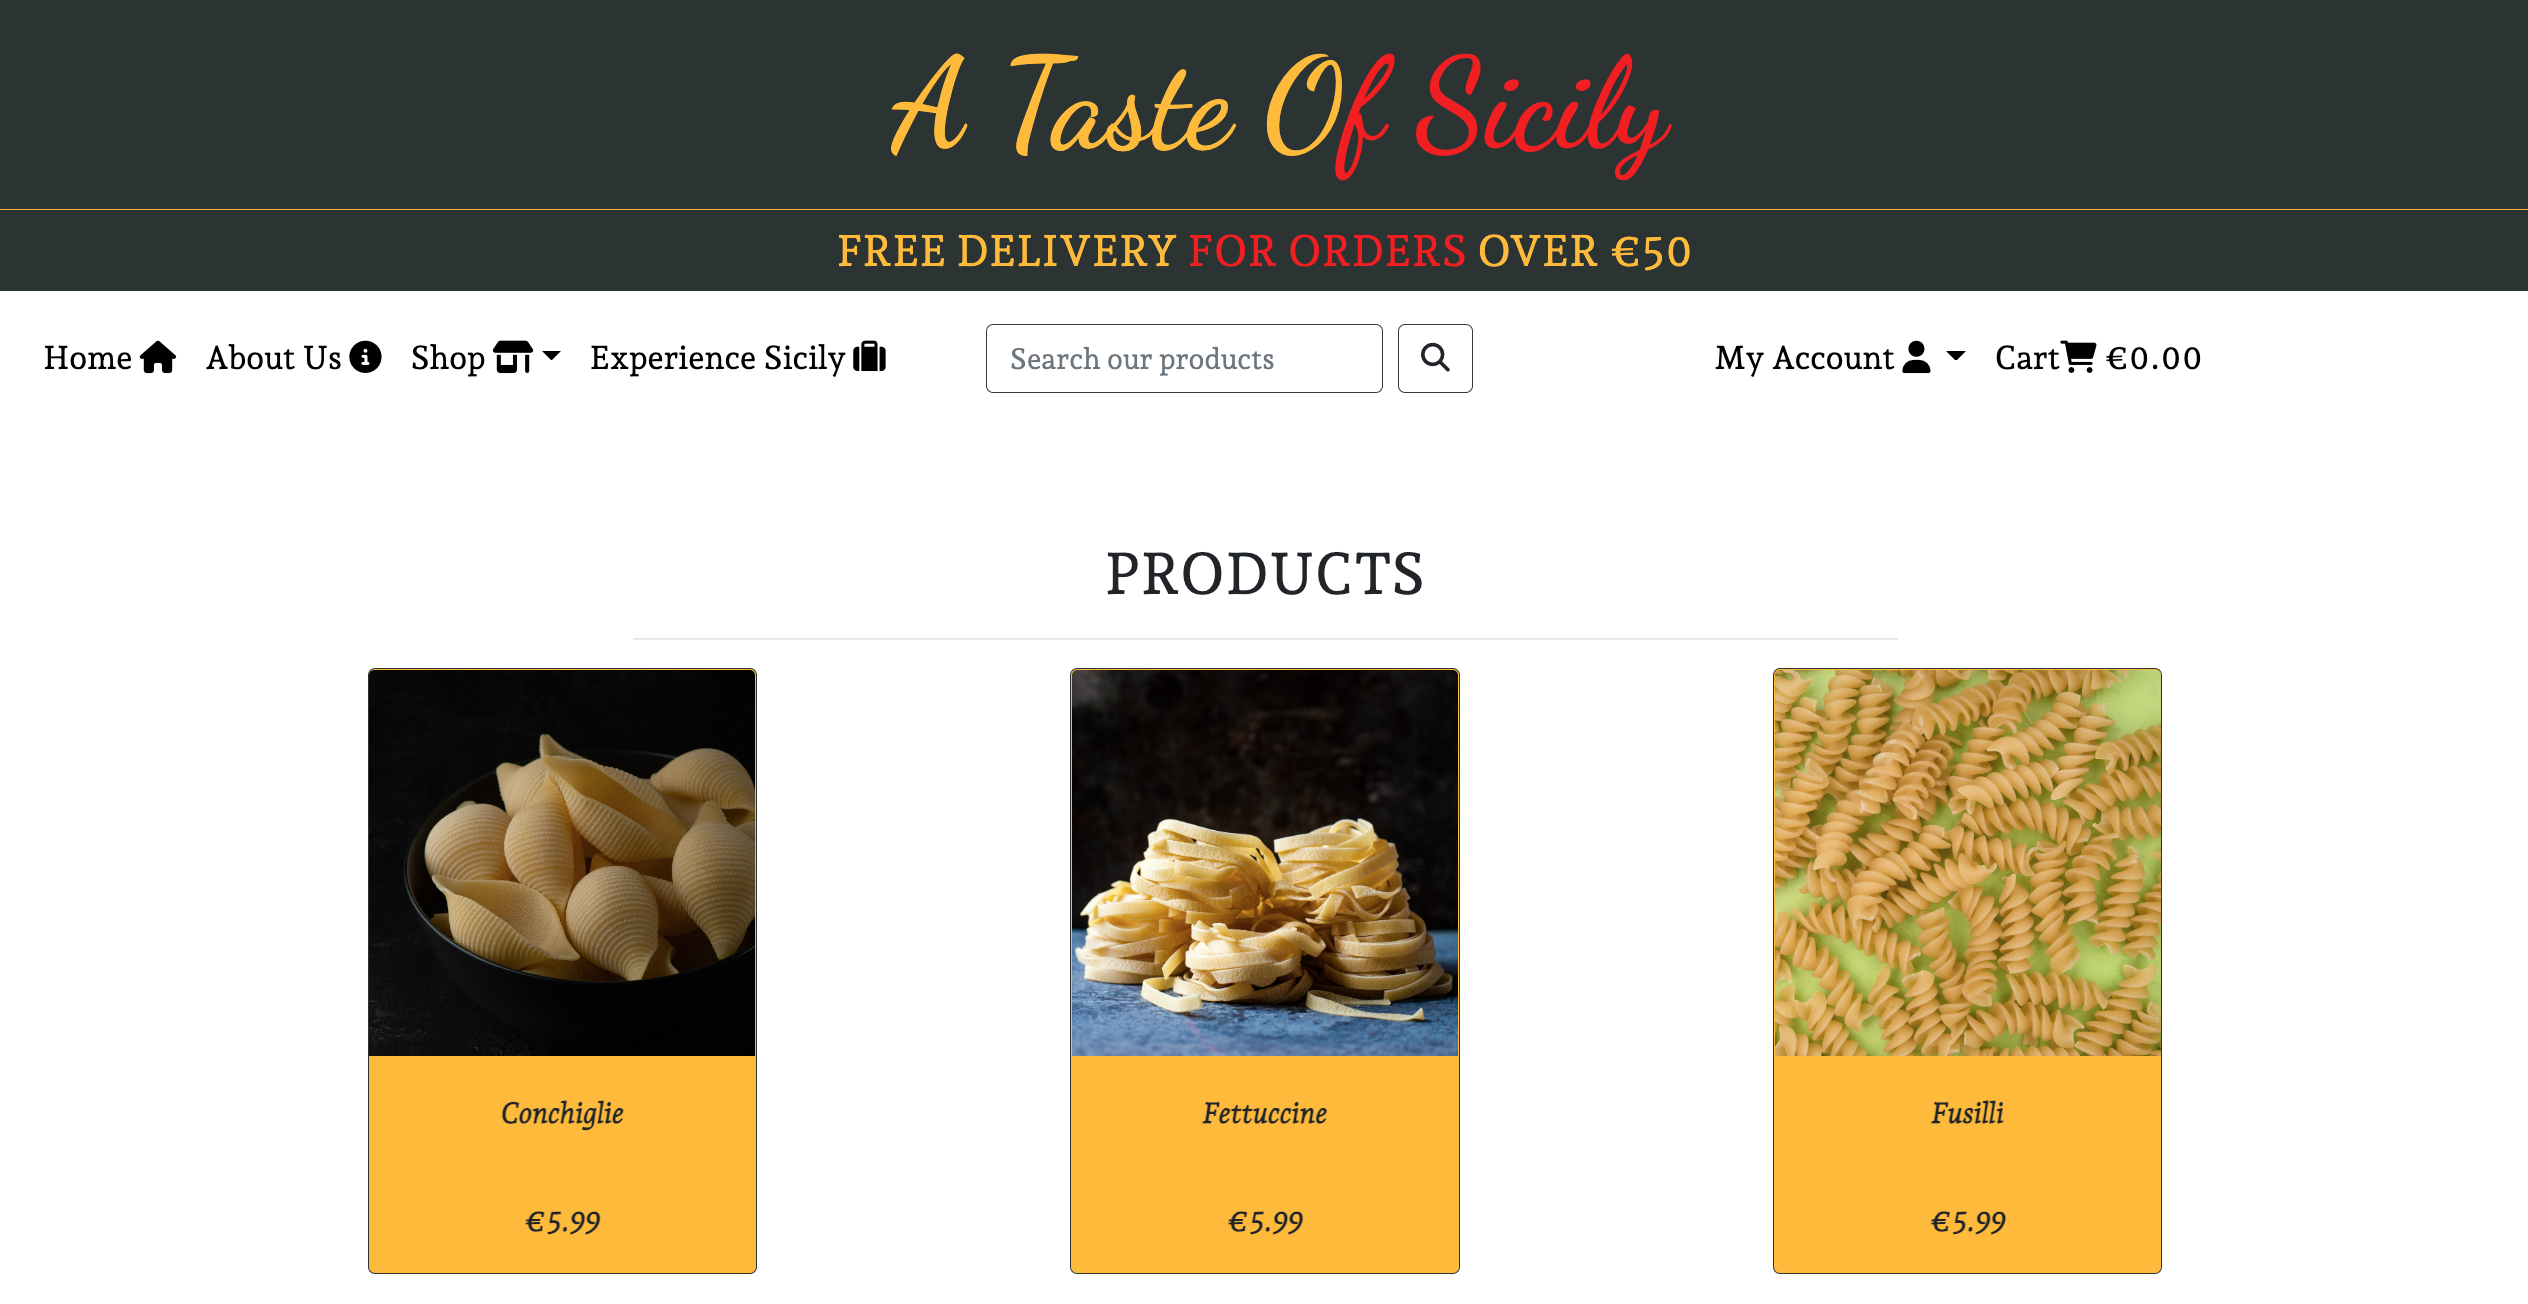 A Taste Of Sicily
FREE DELIVERY FOR ORDERS OVER €50
Home About Us Shop Experience Sicily Search our products My Account Cart €0.00
PRODUCTS
Conchiglie Fettuccine Fusilli
€5.99 €5.99 €5.99